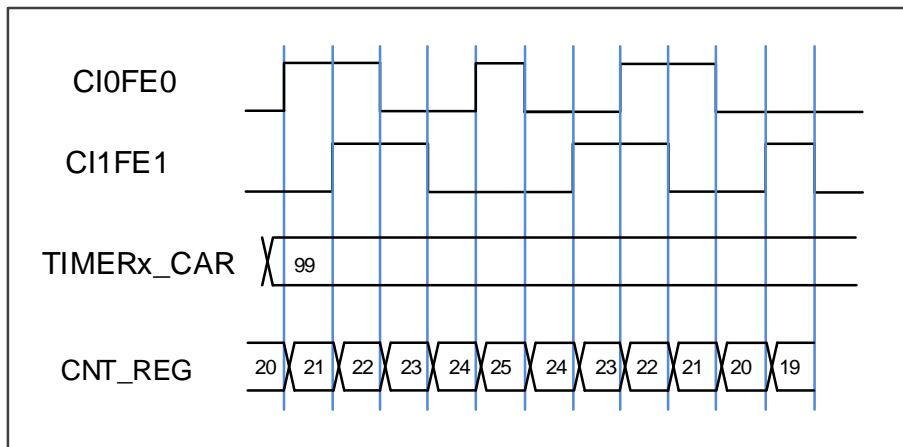 CI0FE0
CI1FE1
TIMERx_CAR 99
CNT_REG 20 21 22 23 24 25 24 23 22 21 20 19